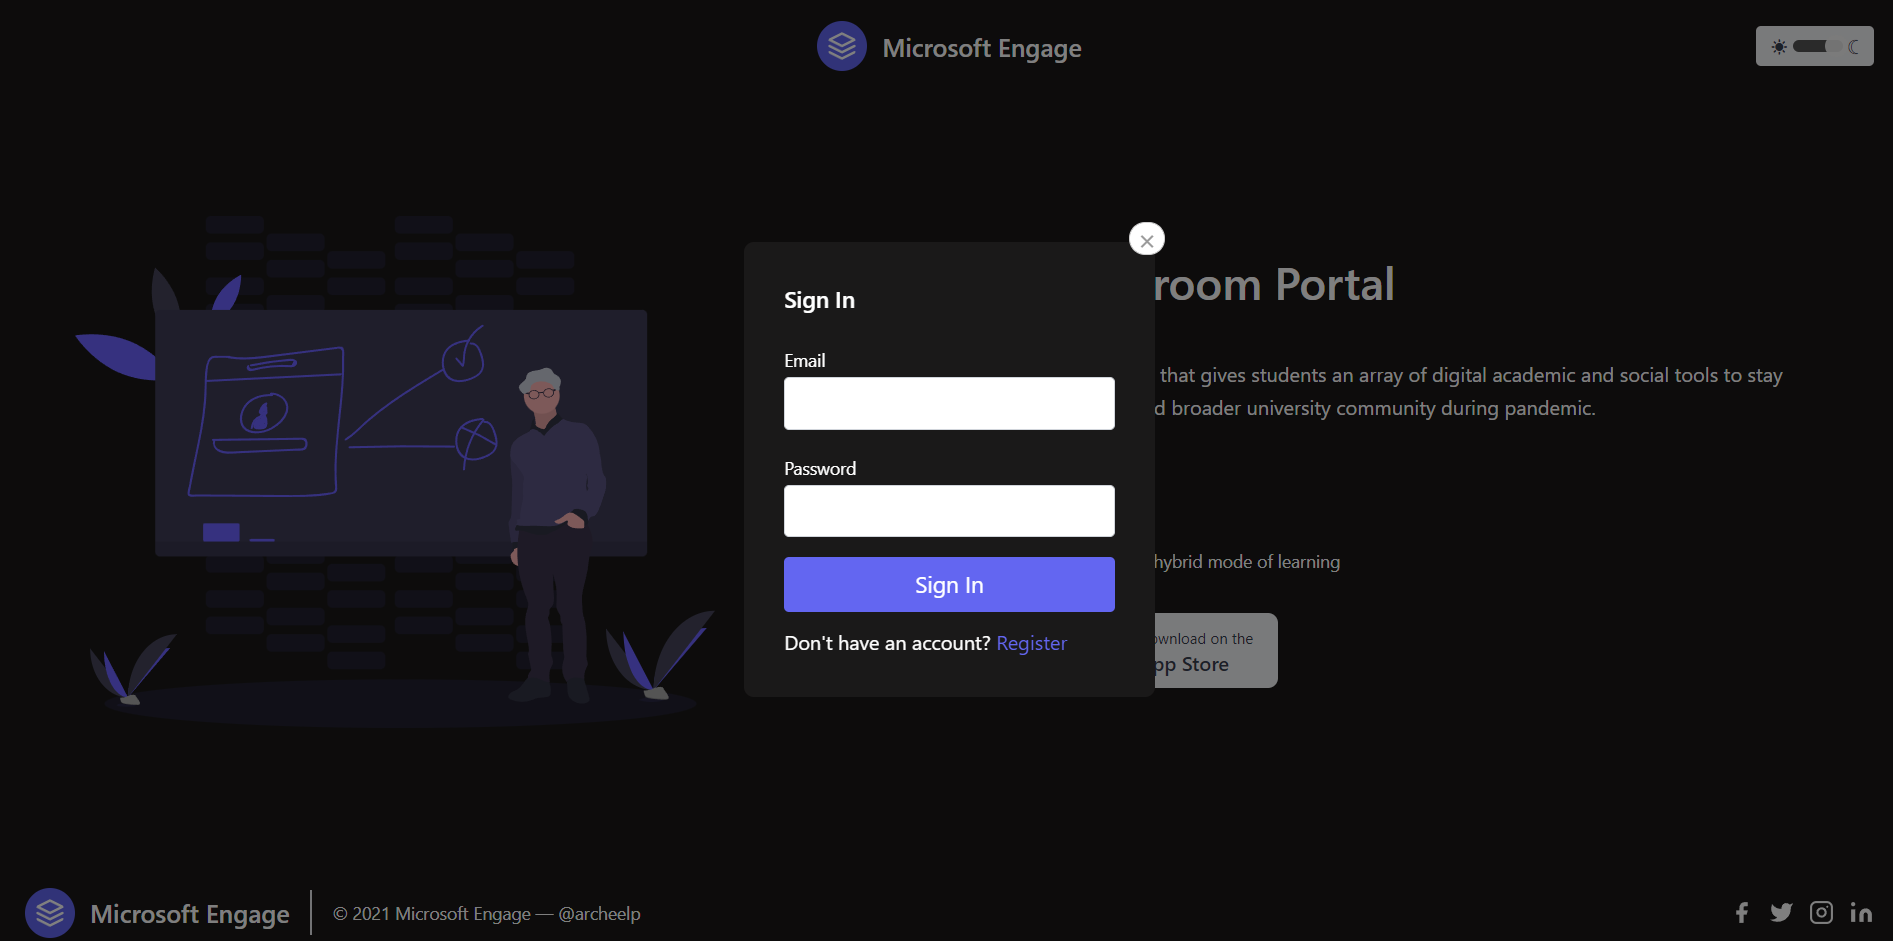 Microsoft Engage
Sign In
Email
Password
Sign In
Don't have an account? Register
room Portal
that gives students an array of digital academic and social tools to stay
broader university community during pandemic.
hybrid mode of learning
on the
Store
Microsoft Engage
© 2021 Microsoft Engage — @archeelp